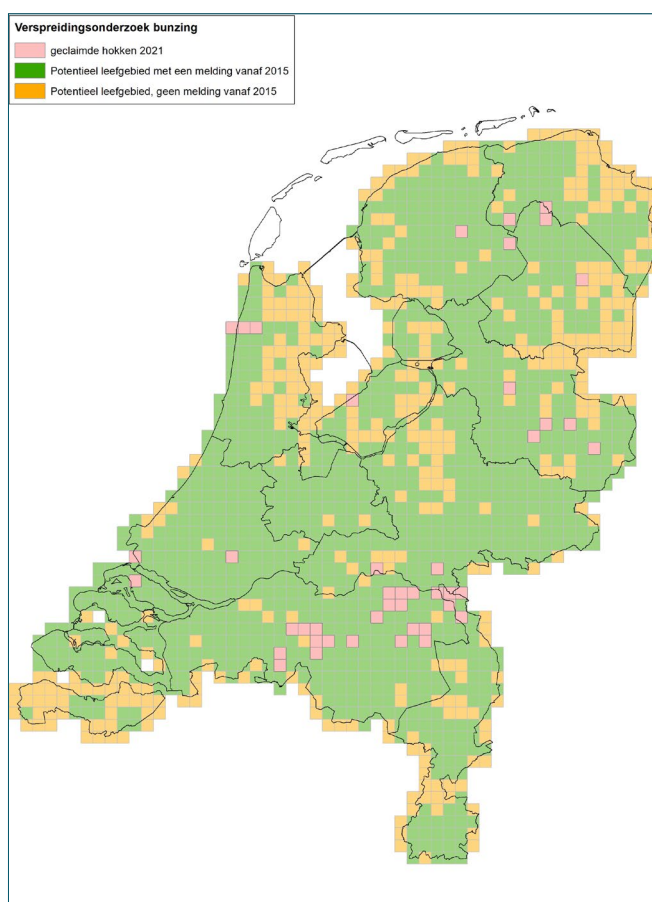 Verspreidingsonderzoek bunzing
geclaimde hokken 2021
Potentieel leefgebied met een melding vanaf 2015
Potentieel leefgebied, geen melding vanaf 2015